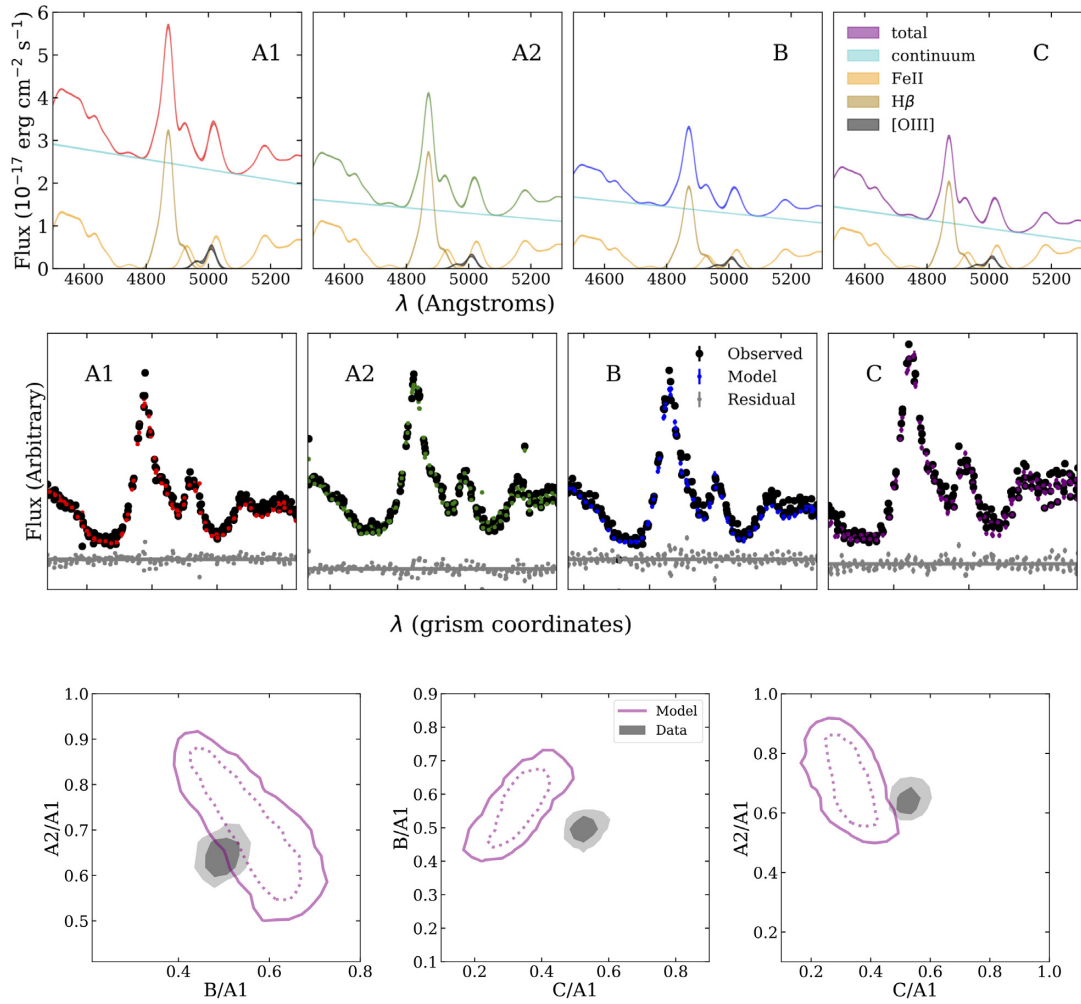 6
5
4
3
2
1
0
Flux (10⁻¹⁷ erg cm⁻² s⁻¹)
A1
A2
B
C
total
continuum
FeII
Hβ
[OIII]
4600 4800 5000 5200
4600 4800 5000 5200
4600 4800 5000 5200
4600 4800 5000 5200
λ (Angstroms)
Flux (Arbitrary)
A1
A2
B
Observed
Model
Residual
C
λ (grism coordinates)
1.0
0.9
0.8
0.7
0.6
0.5
A2/A1
0.4 0.6 0.8
B/A1
0.9
0.8
0.7
0.6
0.5
0.4
0.3
0.2
0.1
B/A1
Model
Data
0.2 0.4 0.6 0.8
C/A1
1.0
0.8
0.6
0.4
0.2
A2/A1
0.2 0.4 0.6 0.8 1.0
C/A1